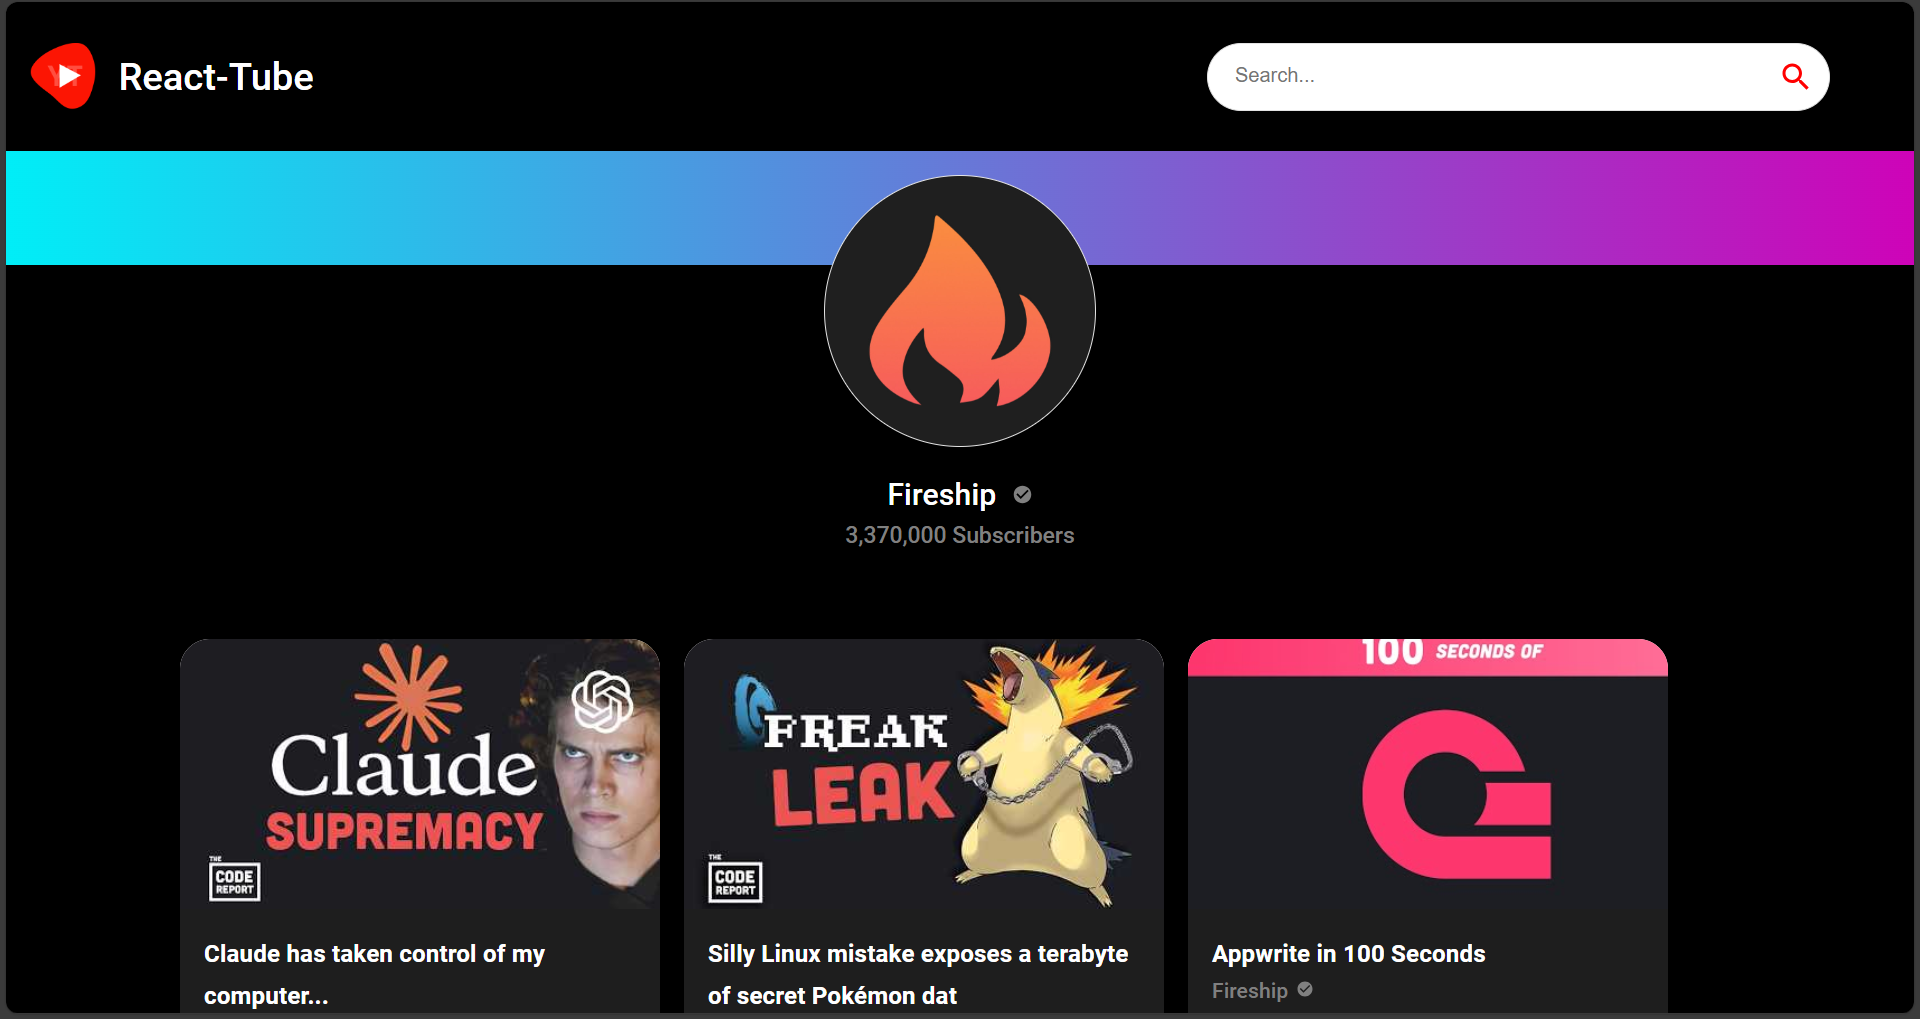 YT
React-Tube
Search...
Fireship
3,370,000 Subscribers
Claude
SUPREMACY
THE
CODE
REPORT
Claude has taken control of my
computer...
FREAK
LEAK
THE
CODE
REPORT
Silly Linux mistake exposes a terabyte
of secret Pokémon dat
100 SECONDS OF
Appwrite in 100 Seconds
Fireship